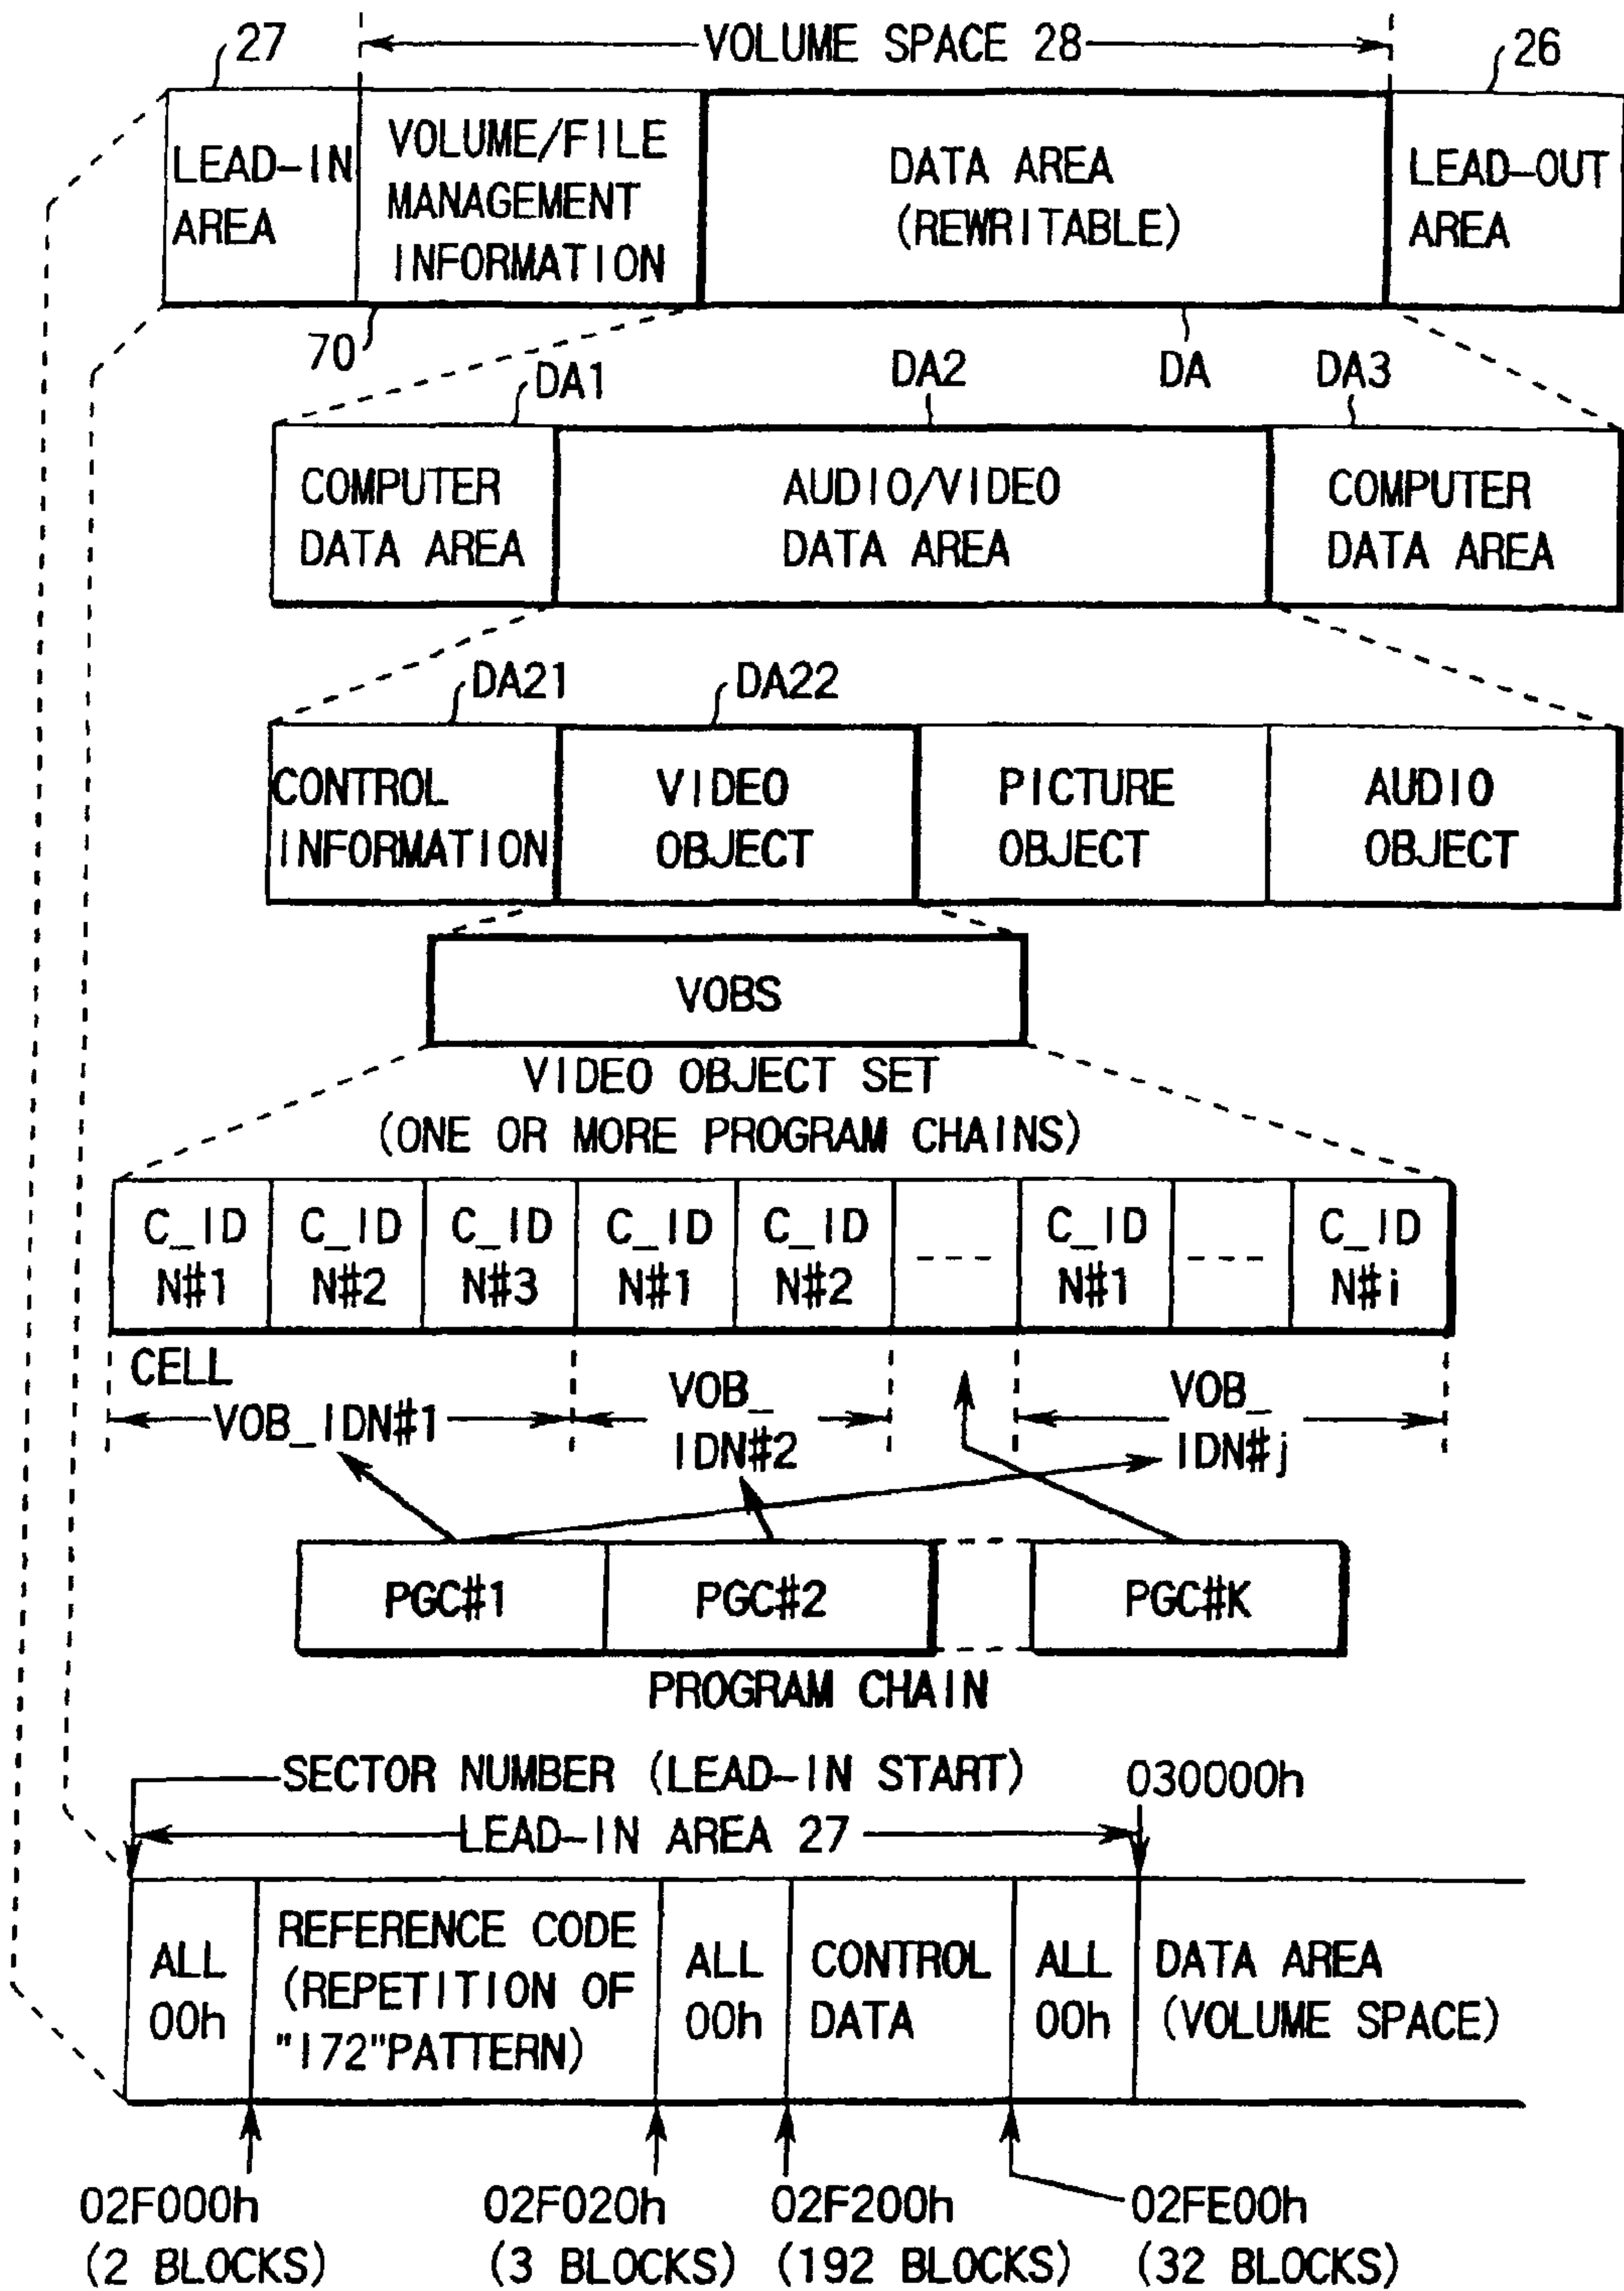 27
VOLUME SPACE 28
26
LEAD-IN
AREA
VOLUME/FILE
MANAGEMENT
INFORMATION
DATA AREA
(REWRITABLE)
LEAD-OUT
AREA
70
DA1
DA2
DA
DA3
COMPUTER
DATA AREA
AUDIO/VIDEO
DATA AREA
COMPUTER
DATA AREA
DA21
DA22
CONTROL
INFORMATION
VIDEO
OBJECT
PICTURE
OBJECT
AUDIO
OBJECT
VOBS
VIDEO OBJECT SET
(ONE OR MORE PROGRAM CHAINS)
C_ID
N#1
C_ID
N#2
C_ID
N#3
C_ID
N#1
C_ID
N#2
----
C_ID
N#1
----
C_ID
N#i
CELL
VOB_IDN#1
VOB_
IDN#2
VOB_
IDN#j
PGC#1
PGC#2
PGC#K
PROGRAM CHAIN
SECTOR NUMBER (LEAD-IN START)
030000h
LEAD-IN AREA 27
ALL
00h
REFERENCE CODE
(REPETITION OF
"172"PATTERN)
ALL
00h
CONTROL
DATA
ALL
00h
DATA AREA
(VOLUME SPACE)
02F000h
(2 BLOCKS)
02F020h
(3 BLOCKS)
02F200h
(192 BLOCKS)
02FE00h
(32 BLOCKS)